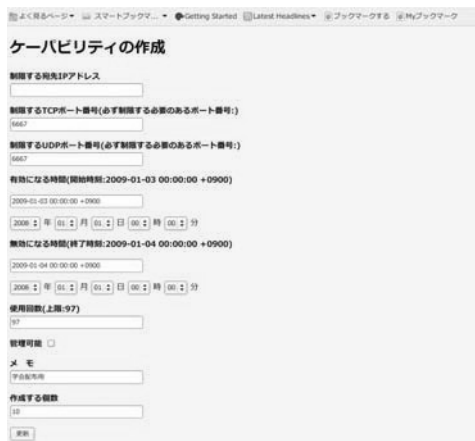 よく見るページ▾ スマートブックマ... ▾ Getting Started Latest Headlines▾ ブックマークする Myブックマーク
ケーパビリティの作成
制限する宛先IPアドレス
制限するTCPポート番号(必ず制限する必要のあるポート番号:)
6667
制限するUDPポート番号(必ず制限する必要のあるポート番号:)
6667
有効になる時間(開始時刻:2009-01-03 00:00:00 +0900)
2009-01-03 00:00:00 +0900
2008 年 01 月 01 日 00 時 00 分
無効になる時間(終了時刻:2009-01-04 00:00:00 +0900)
2009-01-04 00:00:00 +0900
2008 年 01 月 01 日 00 時 00 分
使用回数(上限:97)
97
管理可能
メ モ
学会配布用
作成する個数
10
更新